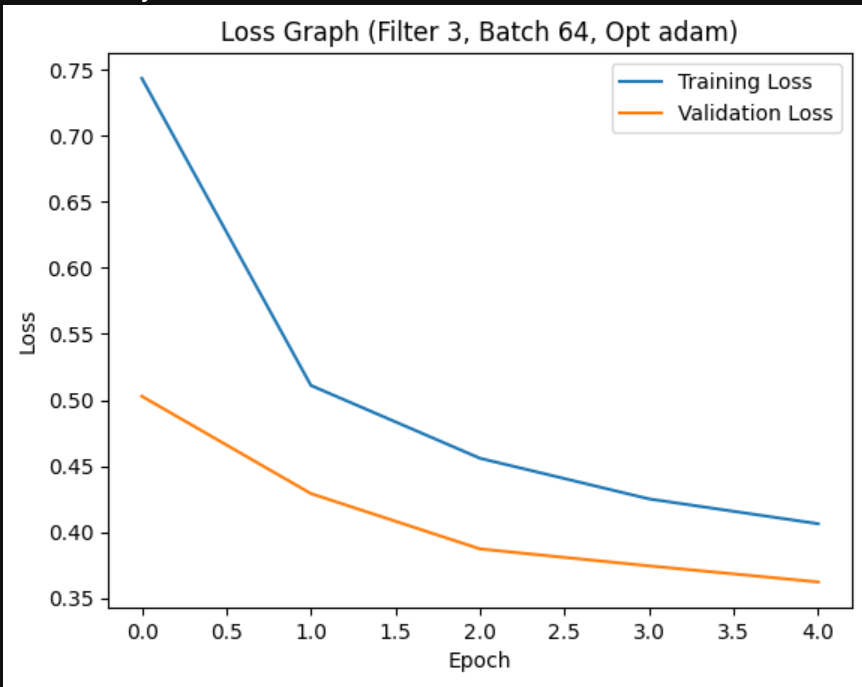 Loss Graph (Filter 3, Batch 64, Opt adam)
Training Loss
Validation Loss
0.75
0.70
0.65
0.60
0.55
0.50
0.45
0.40
0.35
Loss
0.0 0.5 1.0 1.5 2.0 2.5 3.0 3.5 4.0
Epoch